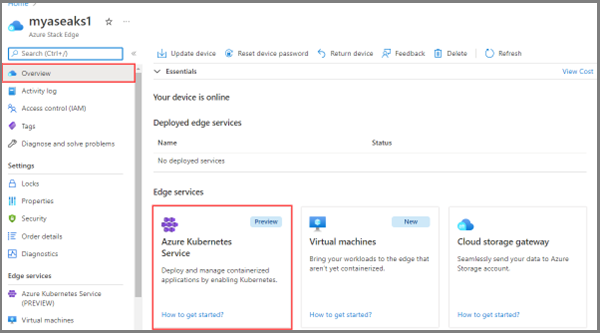 Home >
myaseaks1 ☆ ...
Azure Stack Edge
Search (Ctrl+/) «
Update device Reset device password Return device Feedback Delete Refresh
Overview
Essentials View Cost
Activity log
Access control (IAM)
Tags
Diagnose and solve problems
Settings
Locks
Properties
Security
Order details
Diagnostics
Edge services
Azure Kubernetes Service
(PREVIEW)
Virtual machines
Your device is online
Deployed edge services
Name Status
No deployed services
Edge services
Preview
Azure Kubernetes
Service
Deploy and manage containerized
applications by enabling Kubernetes.
How to get started?
New
Virtual machines
Bring your workloads to the edge that
aren't yet containerized.
How to get started?
Cloud storage gateway
Seamlessly send your data to Azure
Storage account.
How to get started?